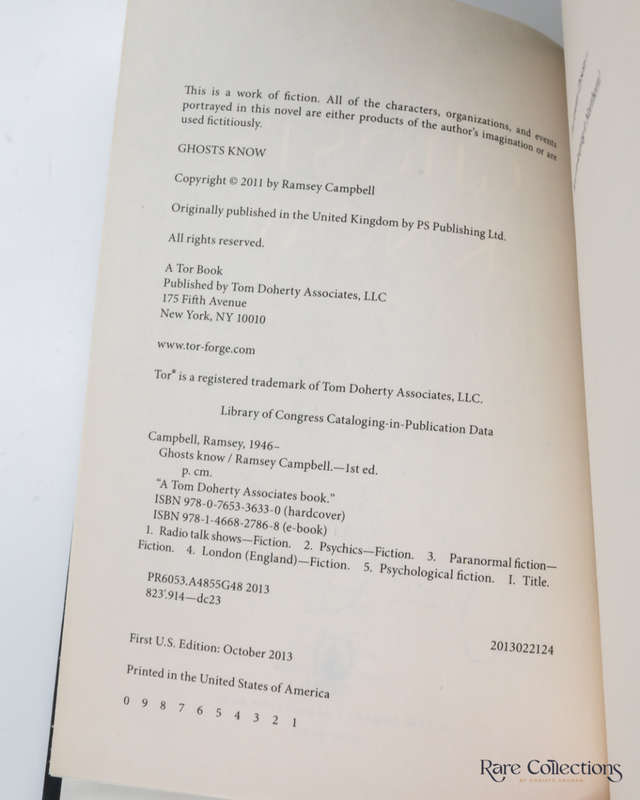 This is a work of fiction. All of the characters, organizations, and events
portrayed in this novel are either products of the author's imagination or are
used fictitiously.
GHOSTS KNOW
Copyright © 2011 by Ramsey Campbell
Originally published in the United Kingdom by PS Publishing Ltd.
All rights reserved.
A Tor Book
Published by Tom Doherty Associates, LLC
175 Fifth Avenue
New York, NY 10010
www.tor-forge.com
Tor® is a registered trademark of Tom Doherty Associates, LLC.
Library of Congress Cataloging-in-Publication Data
Campbell, Ramsey, 1946–
Ghosts know / Ramsey Campbell.—1st ed.
p. cm.
"A Tom Doherty Associates book."
ISBN 978-0-7653-3633-0 (hardcover)
ISBN 978-1-4668-2786-8 (e-book)
1. Radio talk shows—Fiction. 2. Psychics—Fiction. 3. Paranormal fiction—
Fiction. 4. London (England)—Fiction. 5. Psychological fiction. I. Title.
PR6053.A4855G48 2013
823'.914—dc23
2013022124
First U.S. Edition: October 2013
Printed in the United States of America
0 9 8 7 6 5 4 3 2 1
Rare Collections